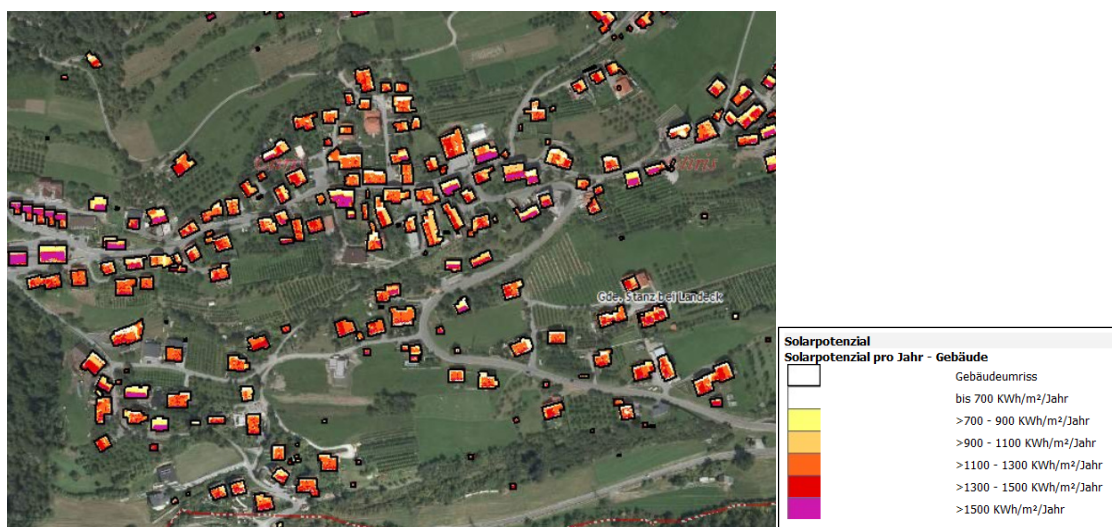 Gde. Stanz bei Landeck
Solarpotenzial
Solarpotenzial pro Jahr - Gebäude
Gebäudeumriss
bis 700 KWh/m²/Jahr
>700 - 900 KWh/m²/Jahr
>900 - 1100 KWh/m²/Jahr
>1100 - 1300 KWh/m²/Jahr
>1300 - 1500 KWh/m²/Jahr
>1500 KWh/m²/Jahr